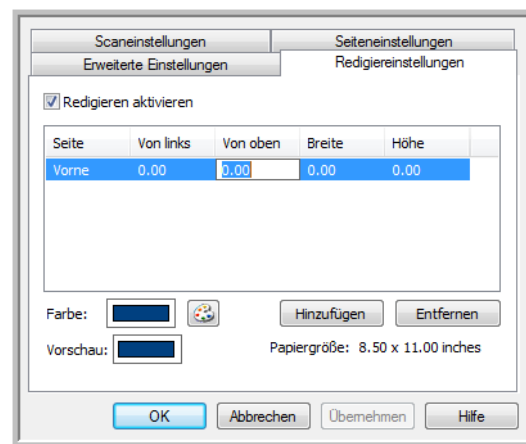 Scaneinstellungen Seiteneinstellungen
Erweiterte Einstellungen Redigiereinstellungen
Redigieren aktivieren
Seite Von links Von oben Breite Höhe
Vorne 0.00 0.00 0.00 0.00
Farbe: Hinzufügen Entfernen
Vorschau: Papiergröße: 8.50 x 11.00 inches
OK Abbrechen Übernehmen Hilfe